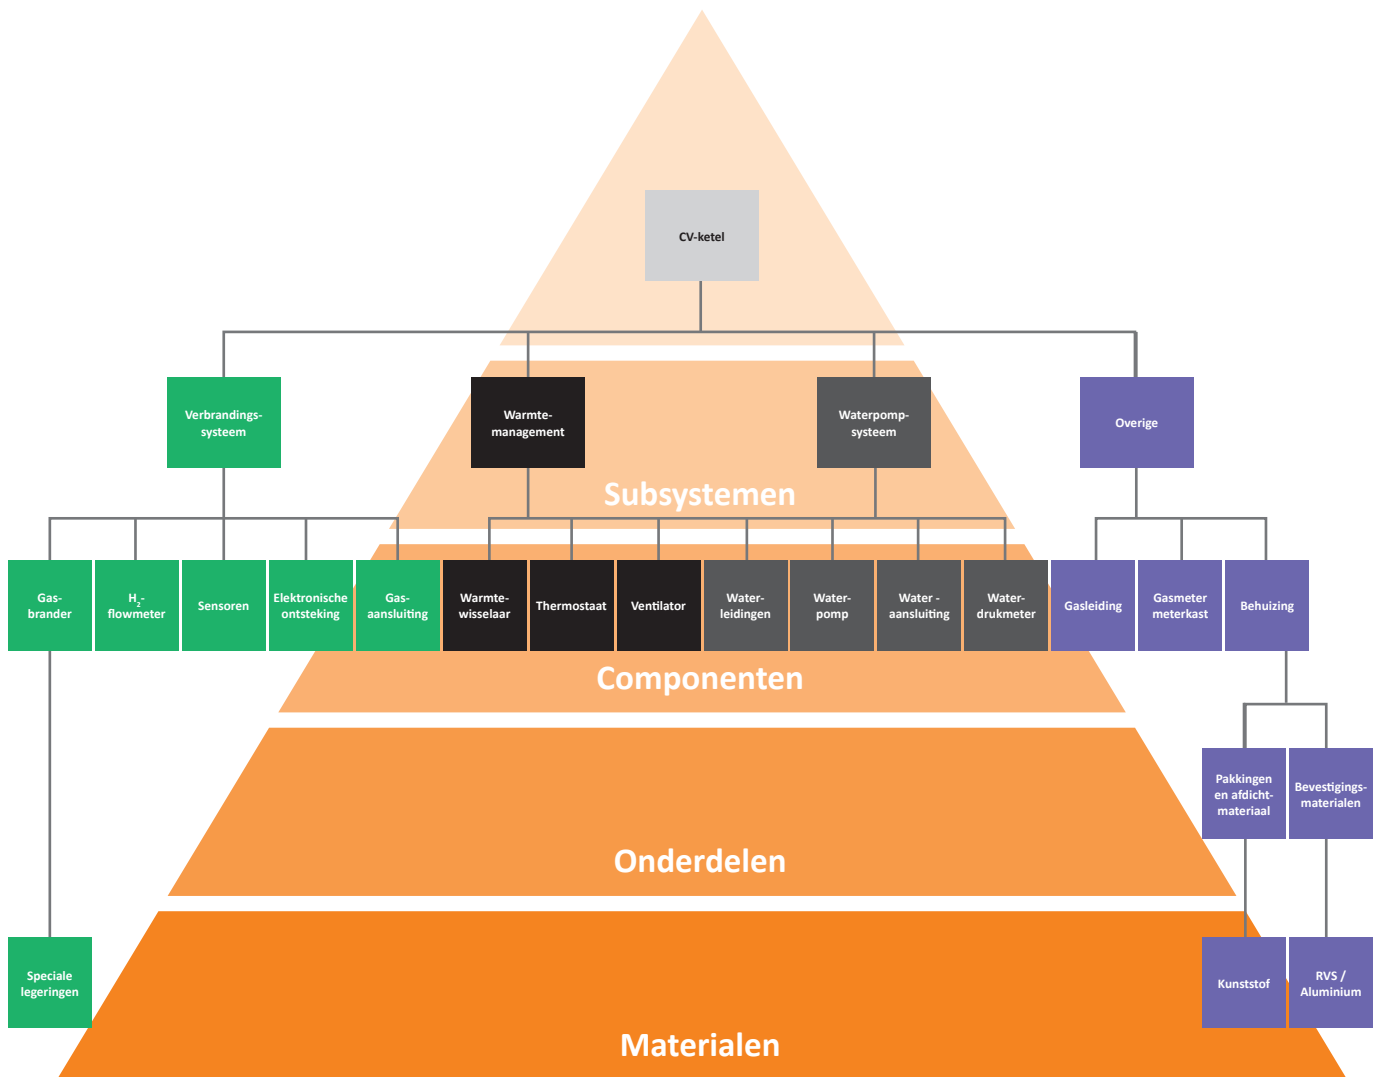 CV-ketel
Verbrandings-
systeem
Warmte-
management
Waterpomp-
systeem
Overige
Subsystemen
Gas-
brander
H₂-
flowmeter
Sensoren
Elektronische
ontsteking
Gas-
aansluiting
Warmte-
wisselaar
Thermostaat
Ventilator
Water-
leidingen
Water-
pomp
Water -
aansluiting
Water-
drukmeter
Gasleiding
Gasmeter
meterkast
Behuizing
Componenten
Pakkingen
en afdicht-
materiaal
Bevestigings-
materialen
Onderdelen
Speciale
legeringen
Kunststof
RVS /
Aluminium
Materialen